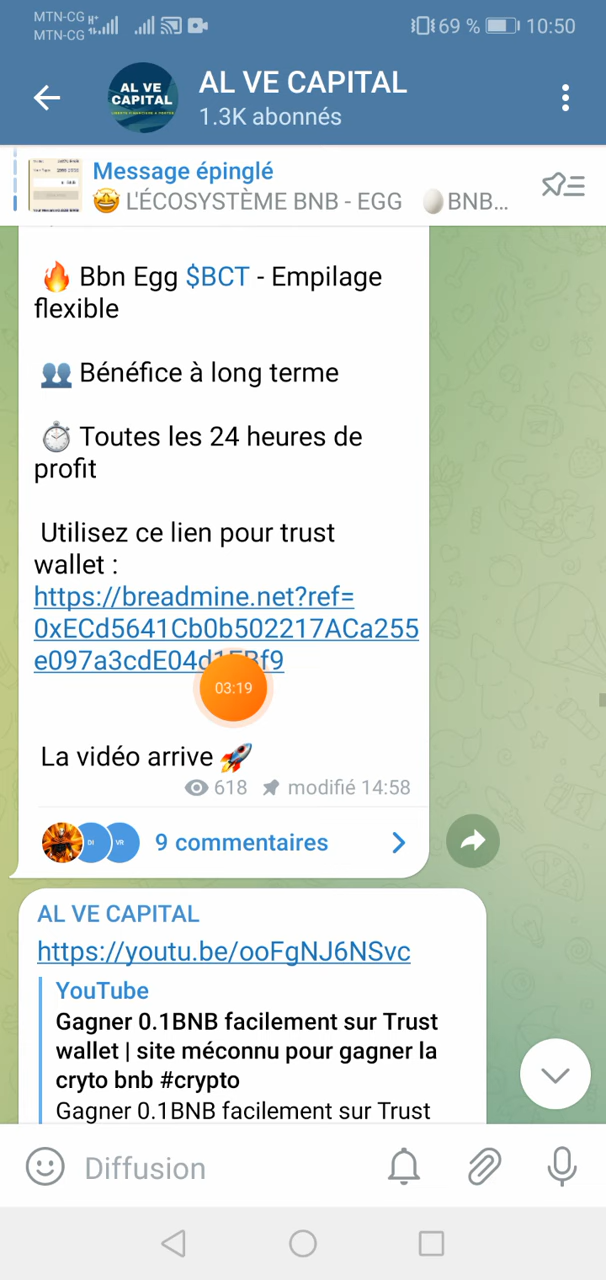 MTN-CG H+ 69 % 10:50
MTN-CG
AL VE
CAPITAL
AL VE CAPITAL
1.3K abonnés
Message épinglé
L'ÉCOSYSTÈME BNB - EGG BNB...
Bbn Egg $BCT - Empilage
flexible
Bénéfice à long terme
Toutes les 24 heures de
profit
Utilisez ce lien pour trust
wallet :
https://breadmine.net?ref=
0xECd5641Cb0b502217ACa255
03:19
La vidéo arrive
618 modifié 14:58
DI VR 9 commentaires
AL VE CAPITAL
https://youtu.be/ooFgNJ6NSvc
YouTube
Gagner 0.1BNB facilement sur Trust
wallet | site méconnu pour gagner la
cryto bnb #crypto
Gagner 0.1BNB facilement sur Trust
Diffusion